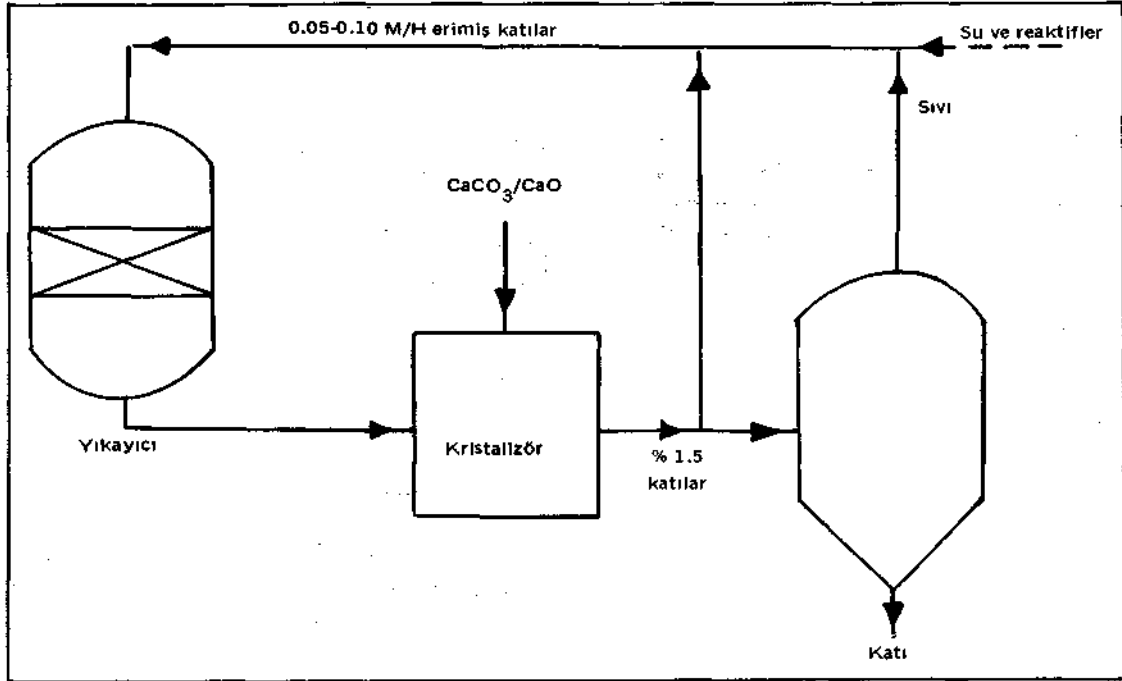 0.05-0.10 M/H erimiş katılar
Su ve reaktifler
Sıvı
CaCO3/CaO
Yıkayıcı
Kristalizör
% 1.5
katılar
Katı